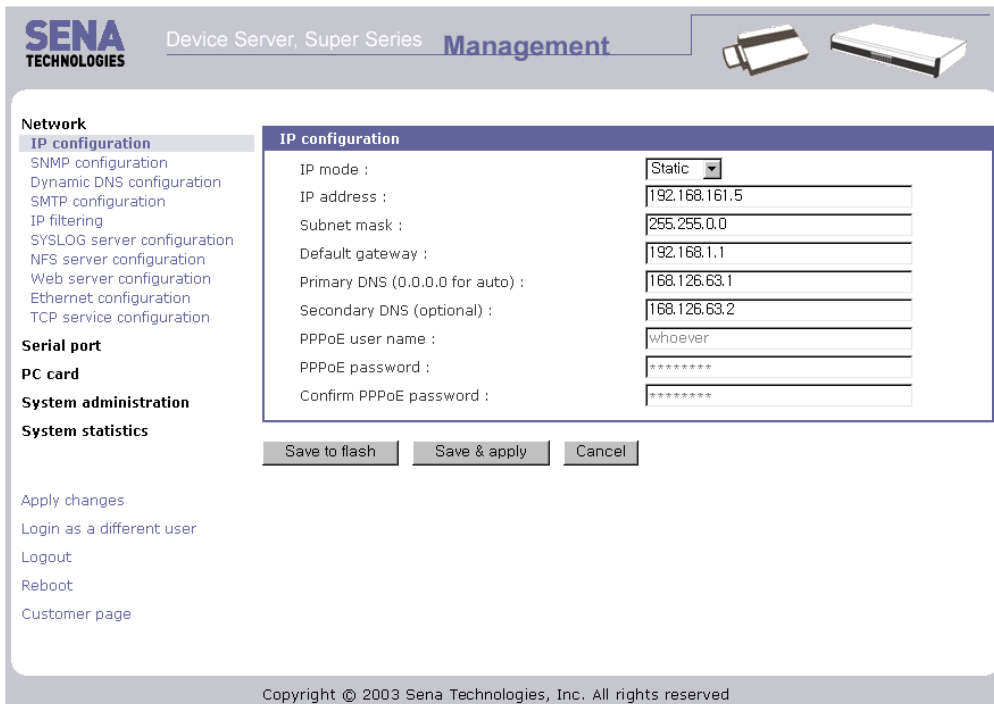 SENA
TECHNOLOGIES
Device Server, Super Series Management
Network
IP configuration
SNMP configuration
Dynamic DNS configuration
SMTP configuration
IP filtering
SYSLOG server configuration
NFS server configuration
Web server configuration
Ethernet configuration
TCP service configuration
Serial port
PC card
System administration
System statistics
Apply changes
Login as a different user
Logout
Reboot
Customer page
IP configuration
IP mode : Static
IP address : 192.168.161.5
Subnet mask : 255.255.0.0
Default gateway : 192.168.1.1
Primary DNS (0.0.0.0 for auto) : 168.126.63.1
Secondary DNS (optional) : 168.126.63.2
PPPoE user name : whoever
PPPoE password : ********
Confirm PPPoE password : ********
Save to flash Save & apply Cancel
Copyright © 2003 Sena Technologies, Inc. All rights reserved